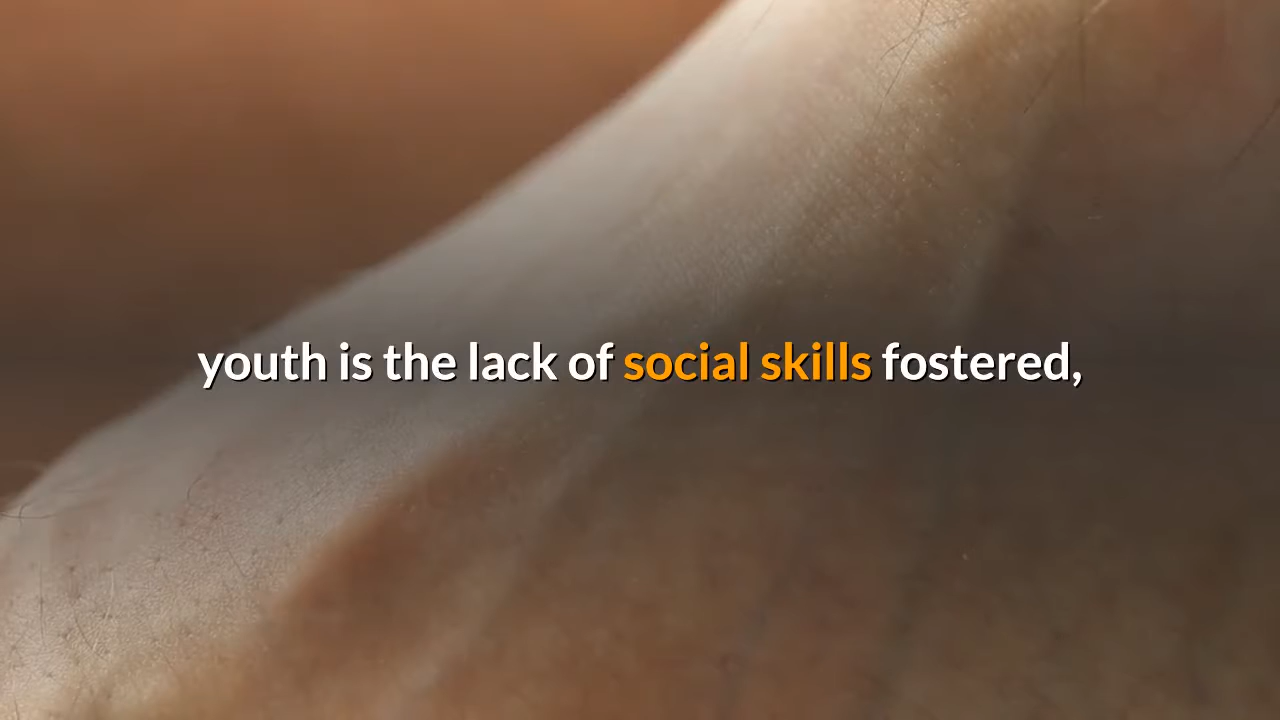 youth is the lack of social skills fostered,